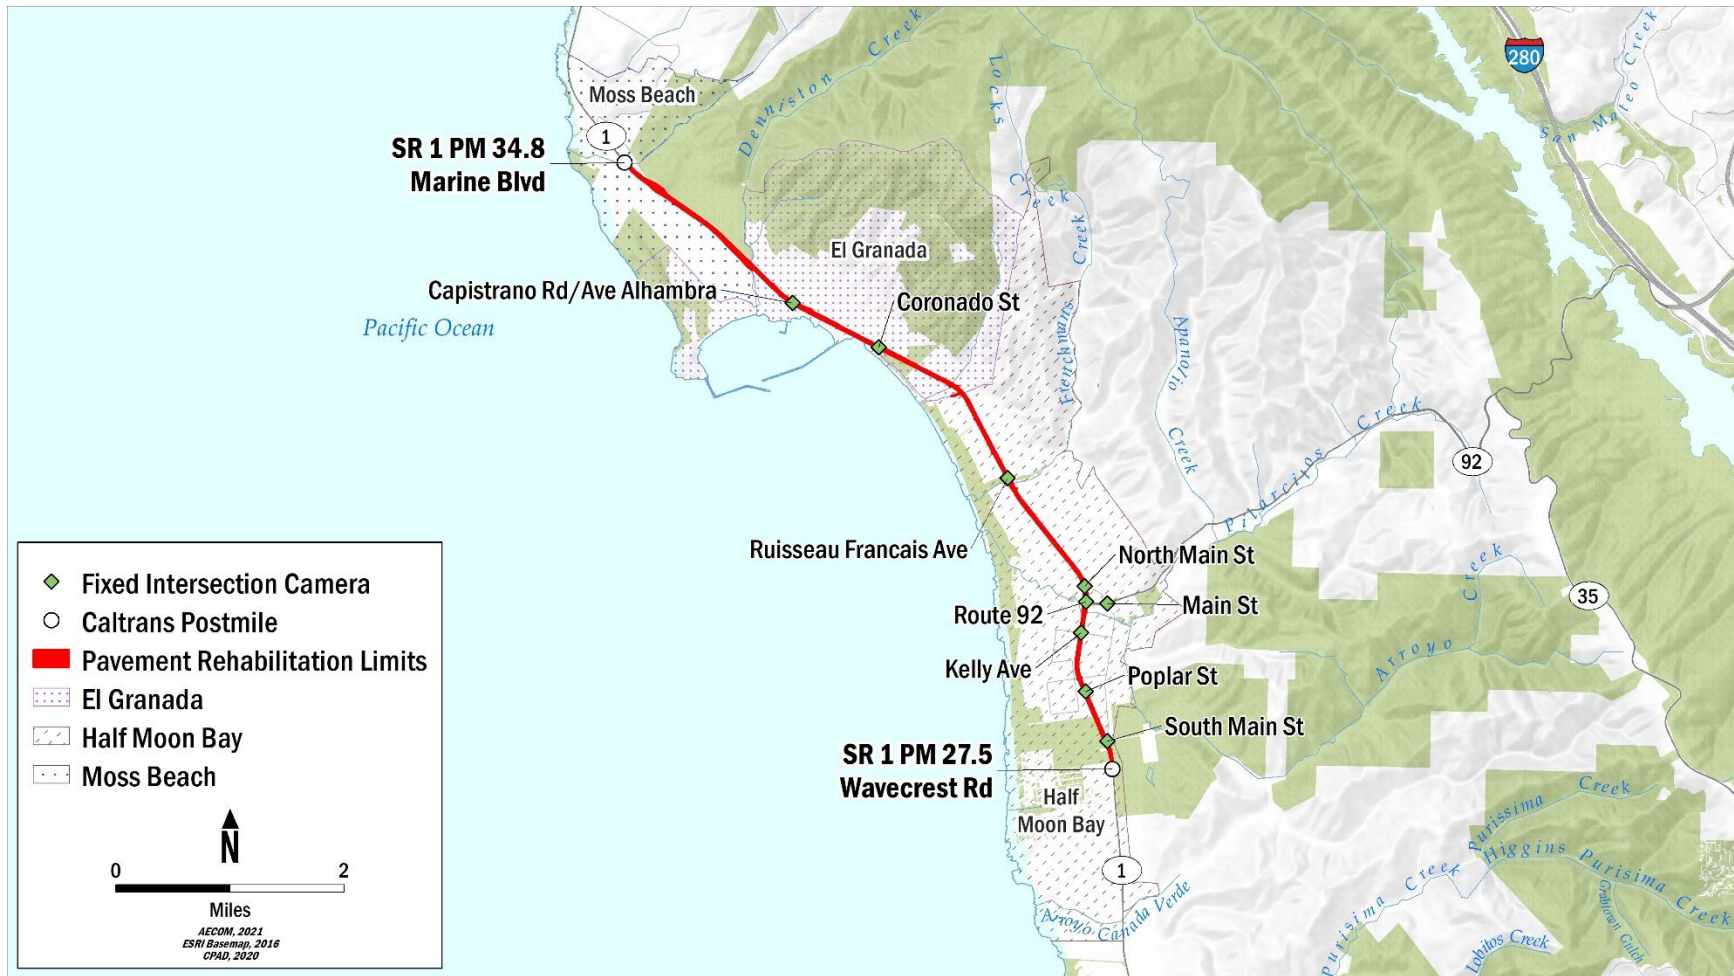 280
San Mateo Creek
Denniston Creek
Locks Creek
Moss Beach
1
SR 1 PM 34.8
Marine Blvd
El Granada
Frenchmans Creek
Capistrano Rd/Ave Alhambra
Coronado St
Pacific Ocean
Apanolio Creek
Pilarcitos Creek
92
Ruisseau Francais Ave
North Main St
Route 92
Main St
35
Arroyo
Creek
Kelly Ave
Poplar St
South Main St
SR 1 PM 27.5
Wavecrest Rd
Half
Moon Bay
1
Arroyo Canada Verde
Purissima Creek
Higgins Purisima Creek
Purisima Creek
Grabtown Gulch
Lobitos Creek
Fixed Intersection Camera
Caltrans Postmile
Pavement Rehabilitation Limits
El Granada
Half Moon Bay
Moss Beach
N
0 2
Miles
AECOM, 2021
ESRI Basemap, 2016
CPAD, 2020